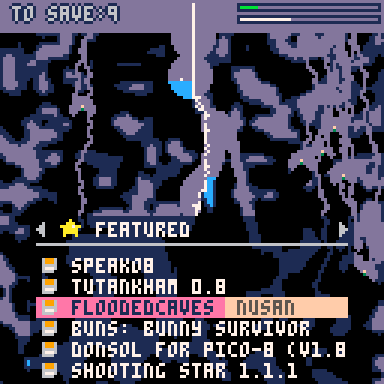 TO SAVE:9
FEATURED
SPEAKO8
TUTANKHAM 0.8
FLOODEDCAVES NUSAN
BUNS: BUNNY SURVIVOR
DONSOL FOR PICO-8 (V1.8
SHOOTING STAR 1.1.1